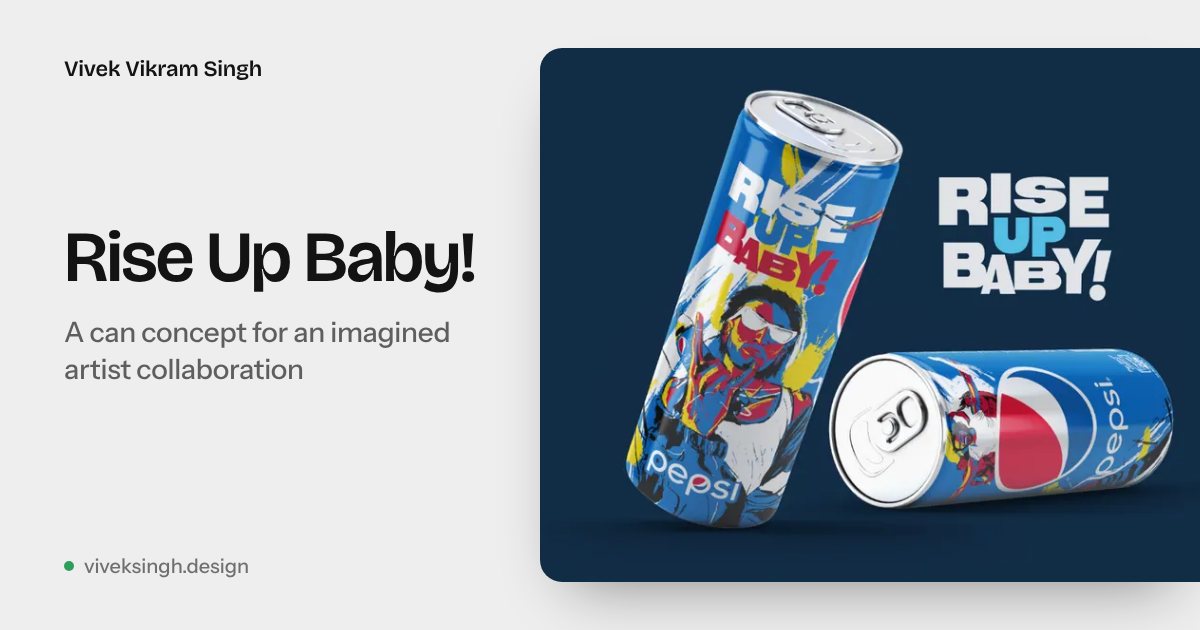 Vivek Vikram Singh
Rise Up Baby!
A can concept for an imagined
artist collaboration
viveksingh.design
RISE
UP
BABY!
pepsi
RISE
UP
BABY!
pepsi